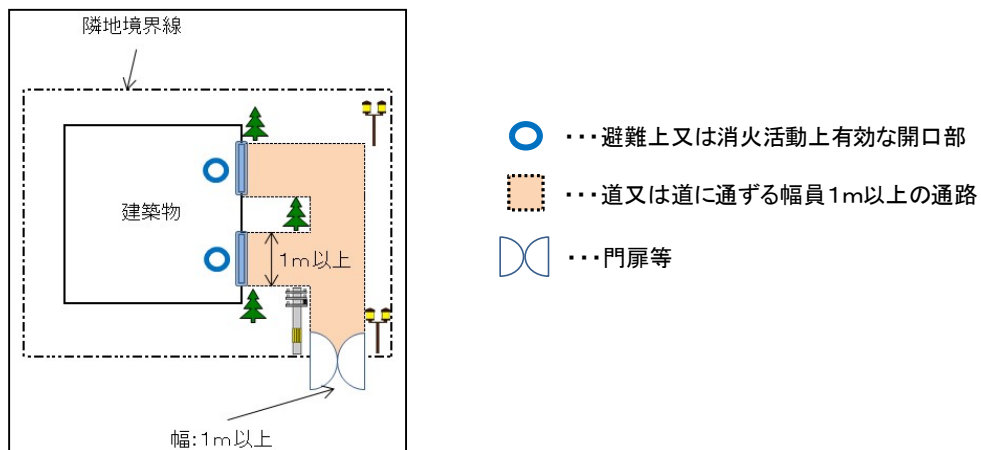 隣地境界線
建築物
1m以上
幅:1m以上
･･･避難上又は消火活動上有効な開口部
･･･道又は道に通ずる幅員1m以上の通路
･･･門扉等